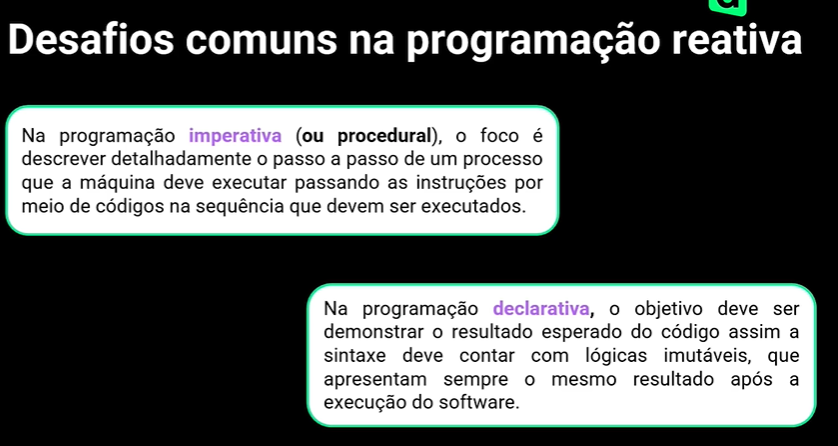 Desafios comuns na programação reativa
Na programação imperativa (ou procedural), o foco é
descrever detalhadamente o passo a passo de um processo
que a máquina deve executar passando as instruções por
meio de códigos na sequência que devem ser executados.
Na programação declarativa, o objetivo deve ser
demonstrar o resultado esperado do código assim a
sintaxe deve contar com lógicas imutáveis, que
apresentam sempre o mesmo resultado após a
execução do software.